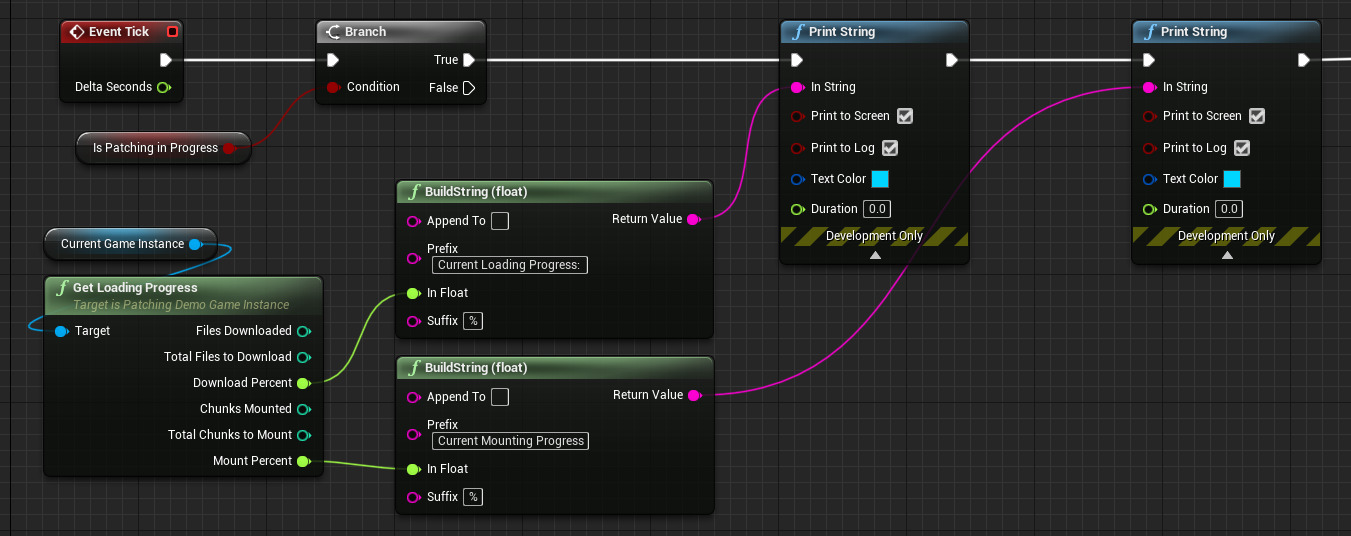 Event Tick
Delta Seconds
Is Patching in Progress
Branch
True
Condition
False
Print String
In String
Print to Screen
Print to Log
Text Color
Duration 0.0
Development Only
Print String
In String
Print to Screen
Print to Log
Text Color
Duration 0.0
Development Only
Current Game Instance
Get Loading Progress
Target is Patching Demo Game Instance
Target
Files Downloaded
Total Files to Download
Download Percent
Chunks Mounted
Total Chunks to Mount
Mount Percent
BuildString (float)
Append To
Return Value
Prefix
Current Loading Progress:
In Float
Suffix %
BuildString (float)
Append To
Return Value
Prefix
Current Mounting Progress
In Float
Suffix %